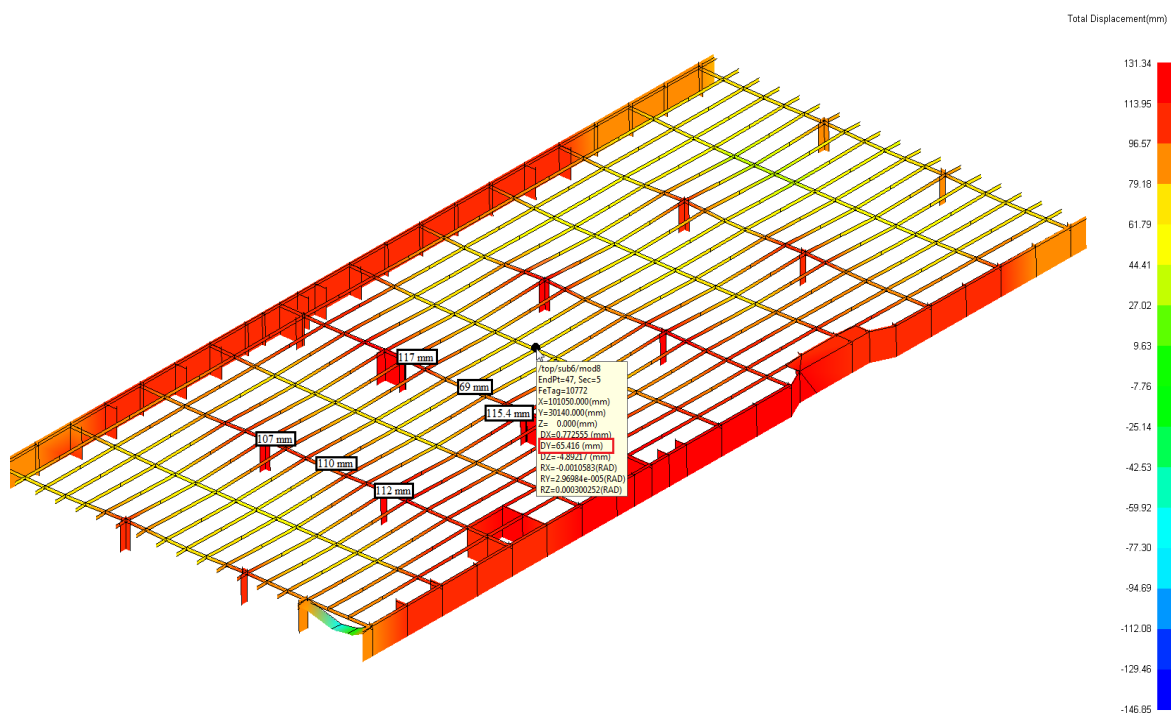 Total Displacement(mm)
131.34
113.95
96.57
79.18
61.79
44.41
27.02
9.63
-7.76
-25.14
-42.53
-59.92
-77.30
-94.69
-112.08
-129.46
-146.85
117 mm
69 mm
115.4 mm
107 mm
110 mm
112 mm
/top/sub6/mod8
EndPt=47, Sec=5
FeTag=10772
X=101050.000(mm)
Y=30140.000(mm)
Z= 0.000(mm)
DX=0.772555 (mm)
DY=65.416 (mm)
DZ=-4.89217 (mm)
RX=-0.0010583(RAD)
RY=2.96984e-005(RAD)
RZ=0.000300252(RAD)